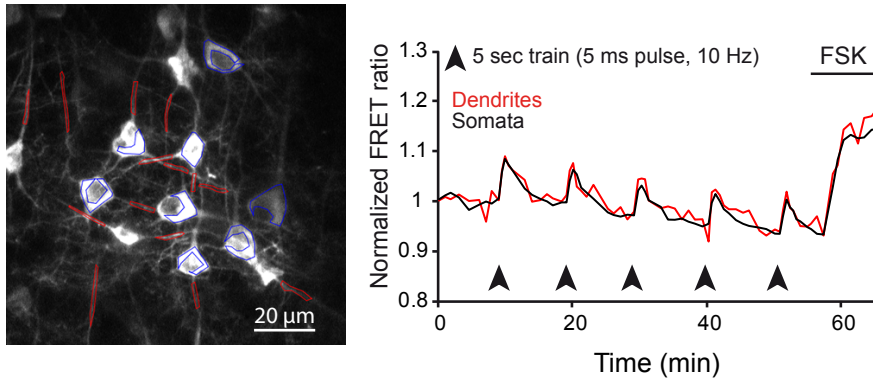 20 µm
5 sec train (5 ms pulse, 10 Hz)
FSK
Dendrites
Somata
Normalized FRET ratio
1.3
1.2
1.1
1
0.9
0.8
0
20
40
60
Time (min)